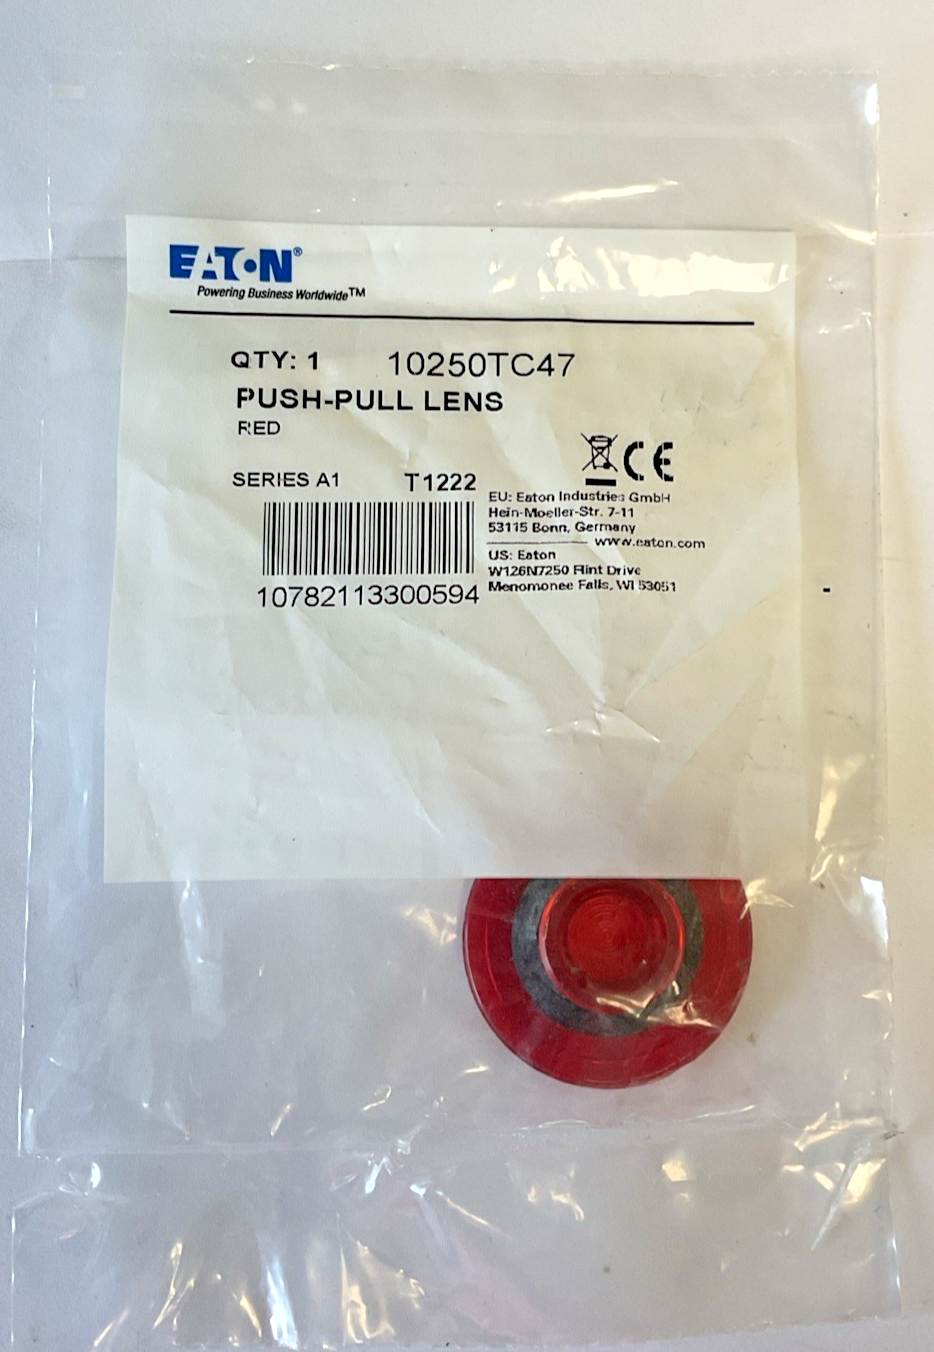 EATON®
Powering Business Worldwide™
QTY: 1 10250TC47
PUSH-PULL LENS
RED
SERIES A1 T1222
CE
EU: Eaton Industries GmbH
Hein-Moeller-Str. 7-11
53115 Bonn, Germany
www.eaton.com
US: Eaton
W126N7250 Flint Drive
Menomonee Falls, WI 53051
10782113300594